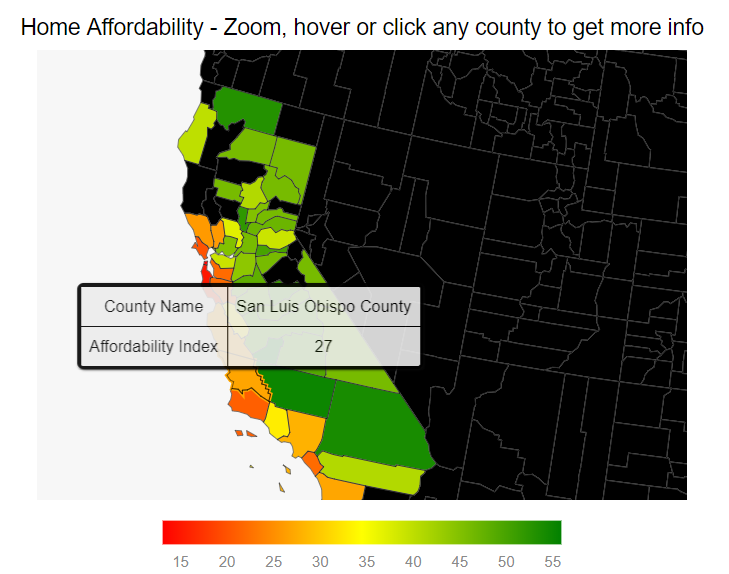 Home Affordability - Zoom, hover or click any county to get more info
County Name San Luis Obispo County
Affordability Index 27
15 20 25 30 35 40 45 50 55